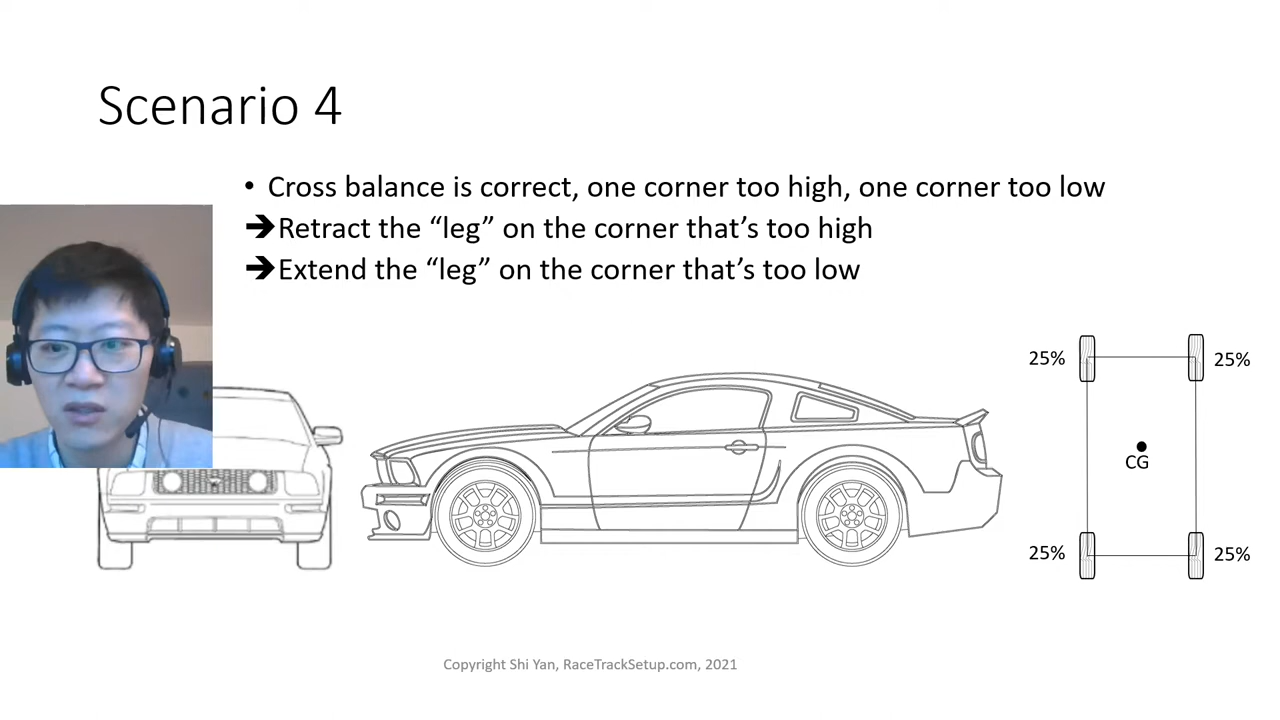 Scenario 4
• Cross balance is correct, one corner too high, one corner too low
➔Retract the “leg” on the corner that’s too high
➔Extend the “leg” on the corner that’s too low
25% 25%
CG
25% 25%
Copyright Shi Yan, RaceTrackSetup.com, 2021